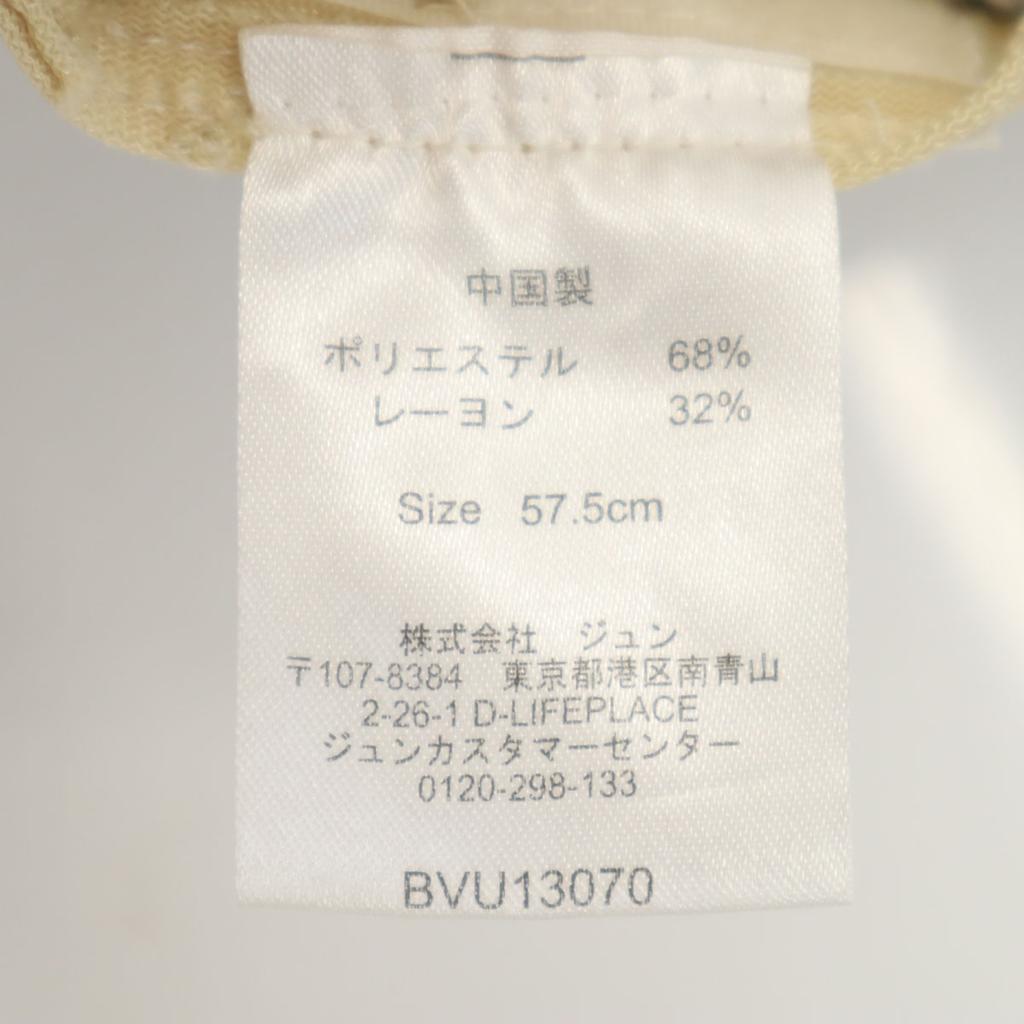 中国製
ポリエステル 68%
レーヨン 32%
Size 57.5cm
株式会社 ジュン
〒107-8384 東京都港区南青山
2-26-1 D-LIFEPLACE
ジュンカスタマーセンター
0120-298-133
BVU13070